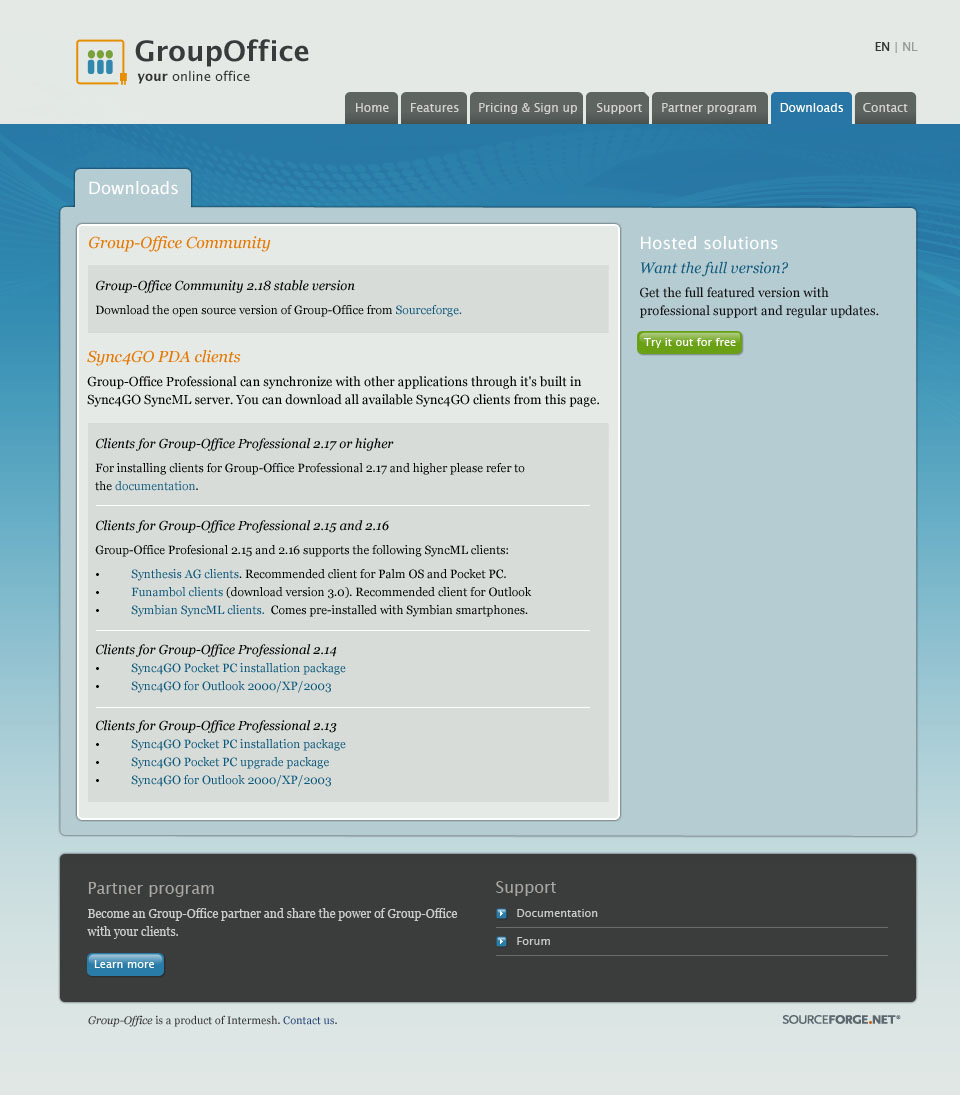 GroupOffice
your online office
EN | NL
Home
Features
Pricing & Sign up
Support
Partner program
Downloads
Contact
Downloads
Group-Office Community
Group-Office Community 2.18 stable version
Download the open source version of Group-Office from Sourceforge.
Sync4GO PDA clients
Group-Office Professional can synchronize with other applications through it's built in
Sync4GO SyncML server. You can download all available Sync4GO clients from this page.
Clients for Group-Office Professional 2.17 or higher
For installing clients for Group-Office Professional 2.17 and higher please refer to
the documentation.
Clients for Group-Office Professional 2.15 and 2.16
Group-Office Profesional 2.15 and 2.16 supports the following SyncML clients:
• Synthesis AG clients. Recommended client for Palm OS and Pocket PC.
• Funambol clients (download version 3.0). Recommended client for Outlook
• Symbian SyncML clients. Comes pre-installed with Symbian smartphones.
Clients for Group-Office Professional 2.14
• Sync4GO Pocket PC installation package
• Sync4GO for Outlook 2000/XP/2003
Clients for Group-Office Professional 2.13
• Sync4GO Pocket PC installation package
• Sync4GO Pocket PC upgrade package
• Sync4GO for Outlook 2000/XP/2003
Hosted solutions
Want the full version?
Get the full featured version with
professional support and regular updates.
Try it out for free
Partner program
Become an Group-Office partner and share the power of Group-Office
with your clients.
Learn more
Support
Documentation
Forum
Group-Office is a product of Intermesh. Contact us.
SOURCEFORGE.NET®